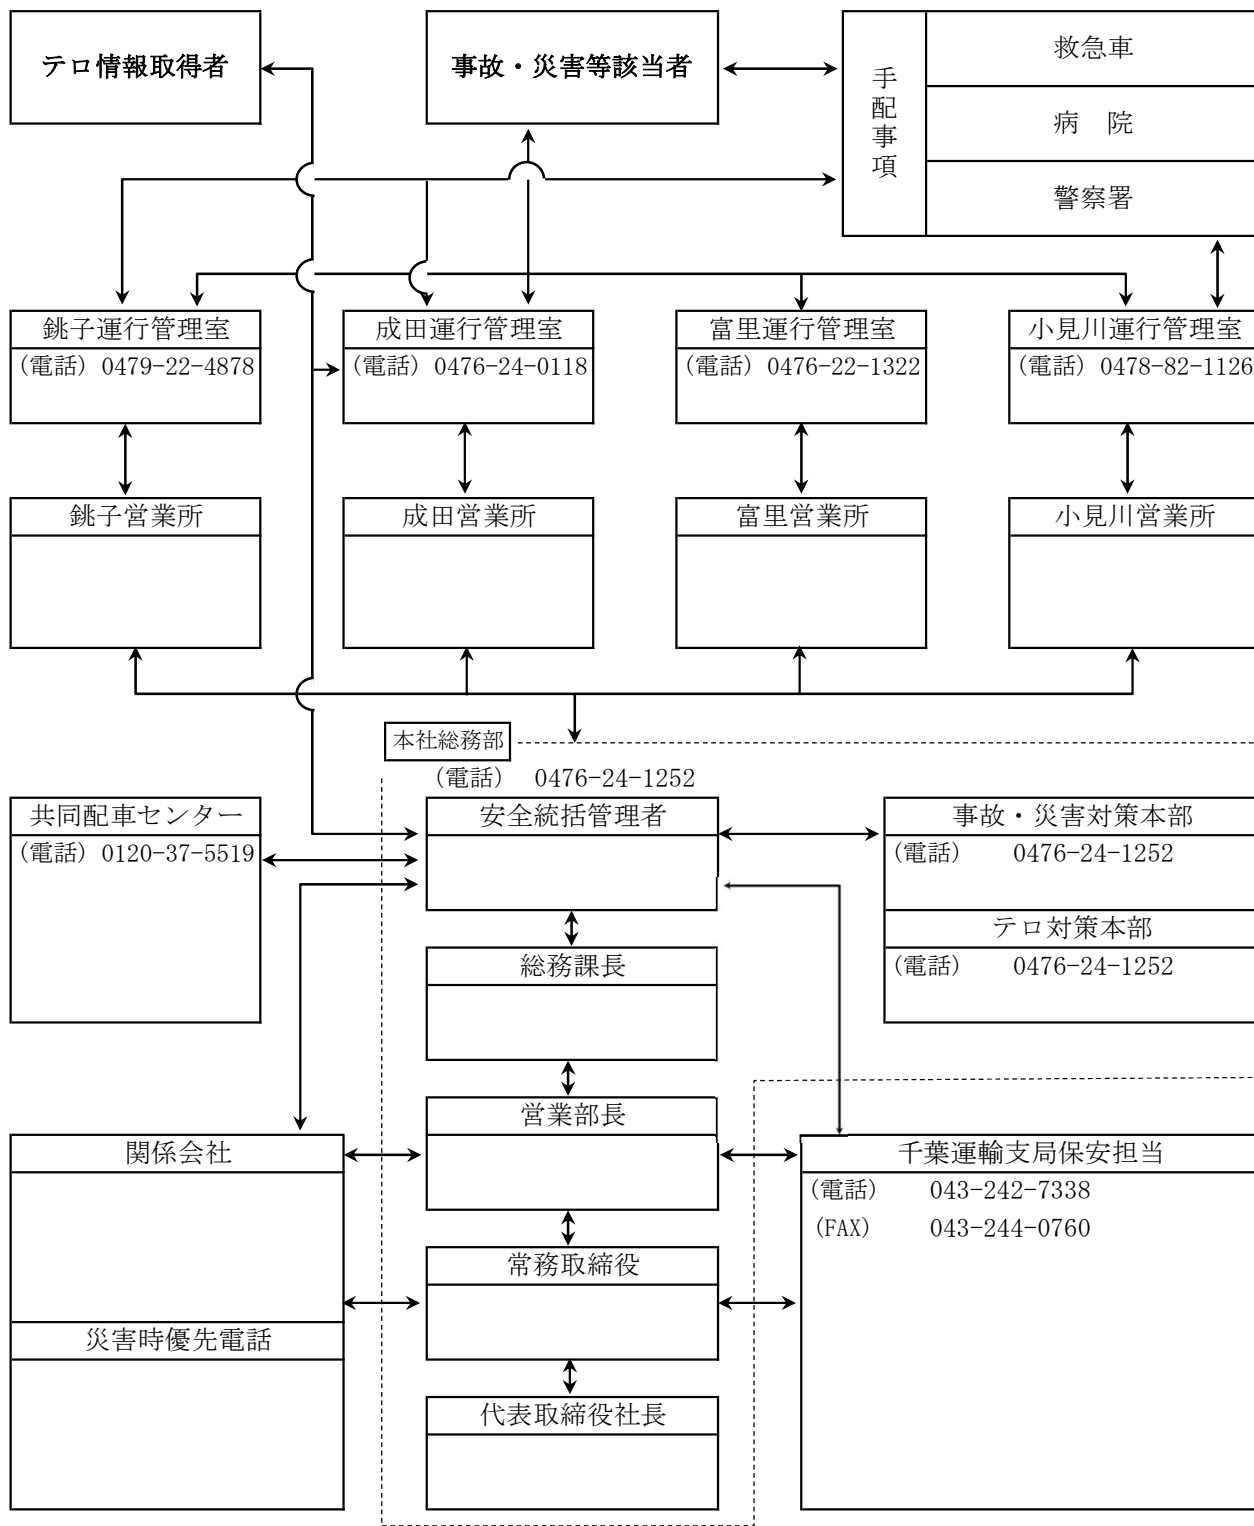 テロ情報取得者
事故・災害等該当者
手配事項
救急車
病　院
警察署
銚子運行管理室
(電話) 0479-22-4878
成田運行管理室
(電話) 0476-24-0118
富里運行管理室
(電話) 0476-22-1322
小見川運行管理室
(電話) 0478-82-1126
銚子営業所
成田営業所
富里営業所
小見川営業所
本社総務部
(電話)　0476-24-1252
共同配車センター
(電話) 0120-37-5519
安全統括管理者
事故・災害対策本部
(電話)　0476-24-1252
テロ対策本部
(電話)　0476-24-1252
総務課長
営業部長
関係会社
千葉運輸支局保安担当
(電話)　043-242-7338
(FAX)　043-244-0760
常務取締役
災害時優先電話
代表取締役社長